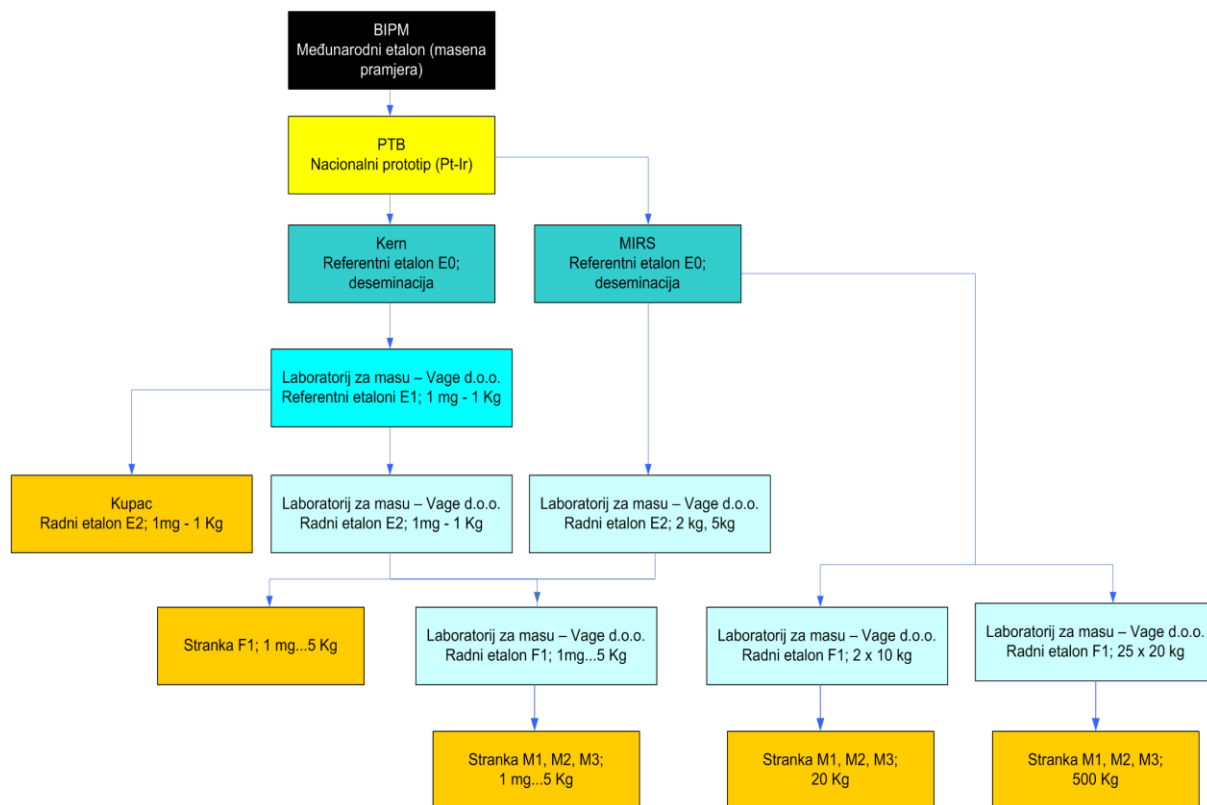 BIPM
Međunarodni etalon (masena
pramjera)
PTB
Nacionalni prototip (Pt-Ir)
Kern
Referentni etalon E0;
deseminacija
MIRS
Referentni etalon E0;
deseminacija
Laboratorij za masu – Vage d.o.o.
Referentni etaloni E1; 1 mg - 1 Kg
Kupac
Radni etalon E2; 1mg - 1 Kg
Laboratorij za masu – Vage d.o.o.
Radni etalon E2; 1mg - 1 Kg
Laboratorij za masu – Vage d.o.o.
Radni etalon E2; 2 kg, 5kg
Stranka F1; 1 mg...5 Kg
Laboratorij za masu – Vage d.o.o.
Radni etalon F1; 1mg...5 Kg
Laboratorij za masu – Vage d.o.o.
Radni etalon F1; 2 x 10 kg
Laboratorij za masu – Vage d.o.o.
Radni etalon F1; 25 x 20 kg
Stranka M1, M2, M3;
1 mg...5 Kg
Stranka M1, M2, M3;
20 Kg
Stranka M1, M2, M3;
500 Kg